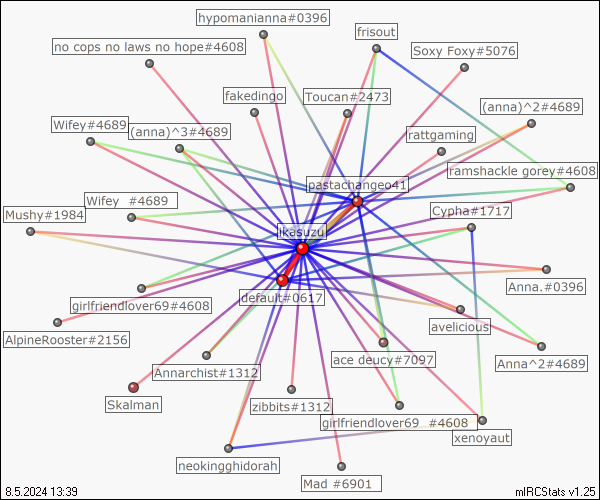 hypomanianna#0396
frisout
no cops no laws no hope#4608
Soxy Foxy#5076
fakedingo
Toucan#2473
(anna)^2#4689
Wifey#4689
(anna)^3#4689
rattgaming
ramshackle gorey#4608
pastachangeo41
Wifey  #4689
Mushy#1984
Cypha#1717
ikasuzu
Anna.#0396
default#0617
girlfriendlover69#4608
avelicious
AlpineRooster#2156
ace deucy#7097
Anna^2#4689
Annarchist#1312
Skalman
zibbits#1312
girlfriendlover69  #4608
xenoyaut
neokingghidorah
Mad #6901
8.5.2024 13:39
mIRCStats v1.25